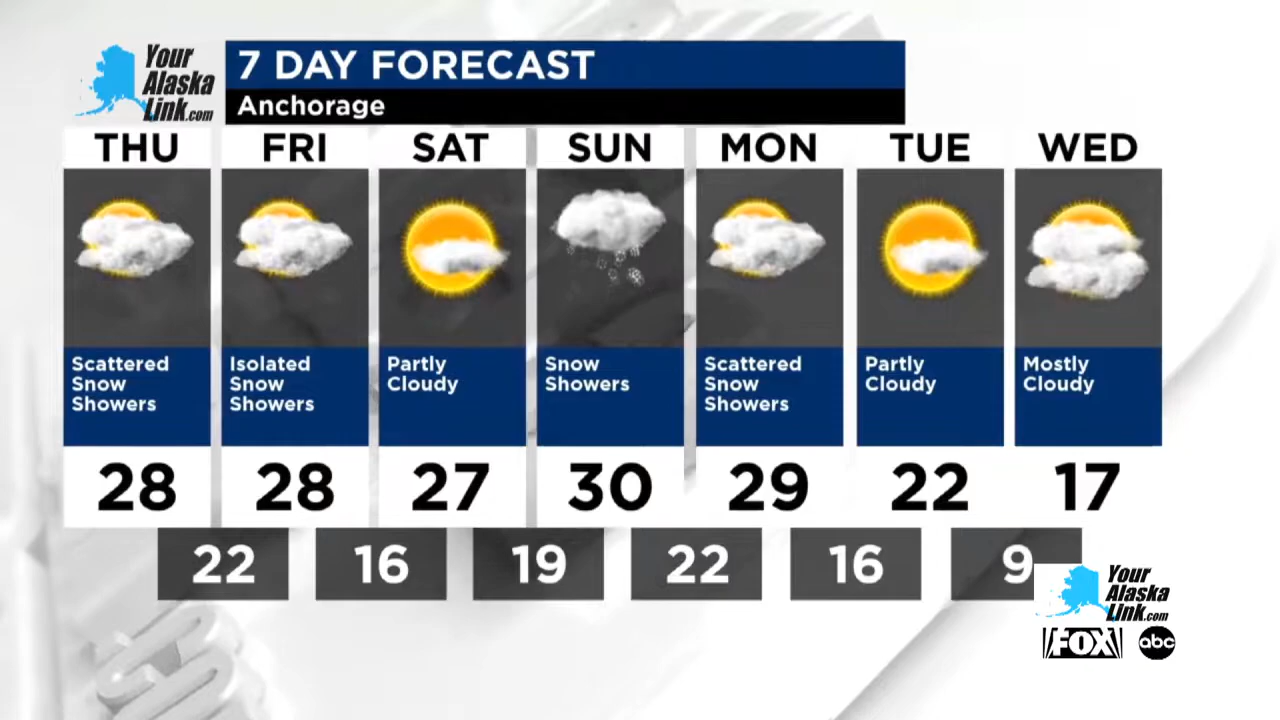 Your
Alaska
Link.com
7 DAY FORECAST
Anchorage
THU FRI SAT SUN MON TUE WED
Scattered
Snow
Showers
Isolated
Snow
Showers
Partly
Cloudy
Snow
Showers
Scattered
Snow
Showers
Partly
Cloudy
Mostly
Cloudy
28 28 27 30 29 22 17
22 16 19 22 16 9
Your
Alaska
Link.com
FOX abc